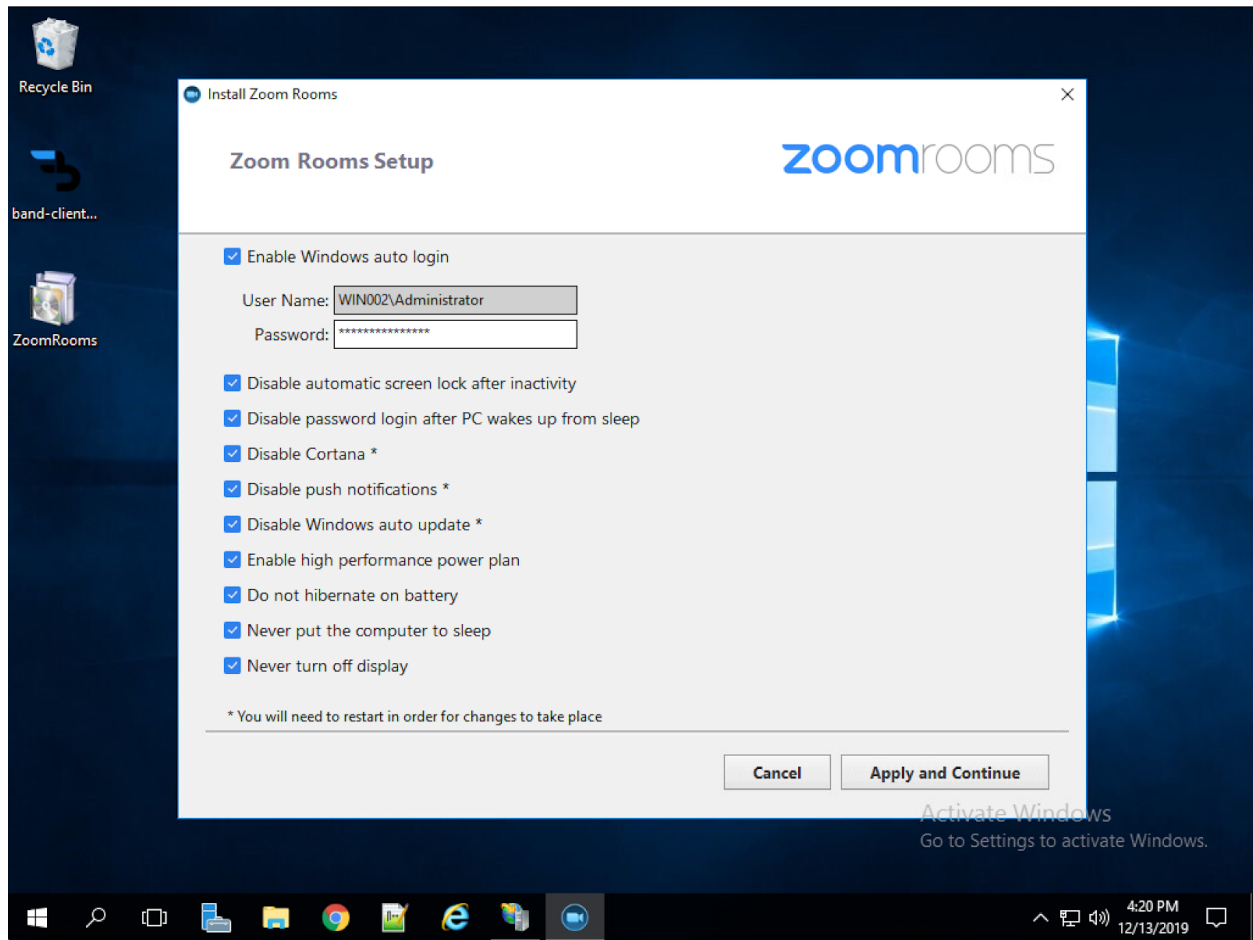 Recycle Bin
band-client...
ZoomRooms
Install Zoom Rooms
Zoom Rooms Setup
zoomrooms
Enable Windows auto login
User Name: WIN002\Administrator
Password: ***************
Disable automatic screen lock after inactivity
Disable password login after PC wakes up from sleep
Disable Cortana *
Disable push notifications *
Disable Windows auto update *
Enable high performance power plan
Do not hibernate on battery
Never put the computer to sleep
Never turn off display
* You will need to restart in order for changes to take place
Cancel
Apply and Continue
Activate Windows
Go to Settings to activate Windows.
4:20 PM
12/13/2019